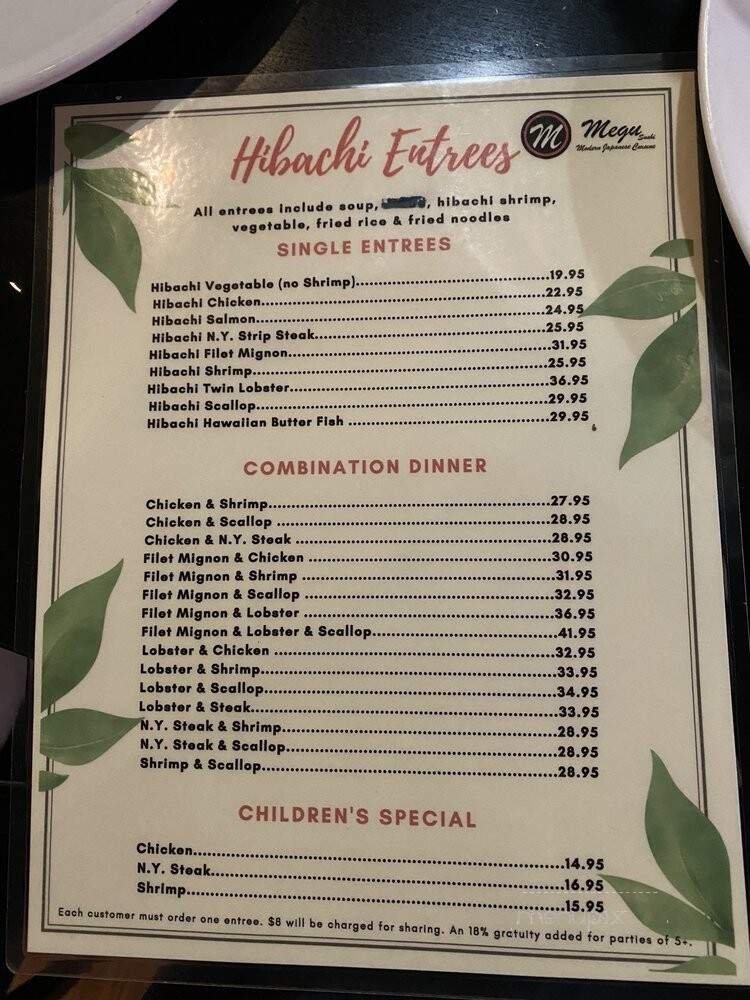 Hibachi Entrees
M
Megu
Sushi
Modern Japanese Cuisine
All entrees include soup, , hibachi shrimp,
vegetable, fried rice & fried noodles
SINGLE ENTREES
Hibachi Vegetable (no Shrimp)....19.95
Hibachi Chicken....22.95
Hibachi Salmon....24.95
Hibachi N.Y. Strip Steak....25.95
Hibachi Filet Mignon....31.95
Hibachi Shrimp....25.95
Hibachi Twin Lobster....36.95
Hibachi Scallop....29.95
Hibachi Hawaiian Butter Fish ....29.95
COMBINATION DINNER
Chicken & Shrimp....27.95
Chicken & Scallop ....28.95
Chicken & N.Y. Steak ....28.95
Filet Mignon & Chicken ....30.95
Filet Mignon & Shrimp ....31.95
Filet Mignon & Scallop ....32.95
Filet Mignon & Lobster ....36.95
Filet Mignon & Lobster & Scallop....41.95
Lobster & Chicken ....32.95
Lobster & Shrimp....33.95
Lobster & Scallop....34.95
Lobster & Steak....33.95
N.Y. Steak & Shrimp....28.95
N.Y. Steak & Scallop....28.95
Shrimp & Scallop....28.95
CHILDREN'S SPECIAL
Chicken....14.95
N.Y. Steak....16.95
Shrimp....15.95
Each customer must order one entree. $8 will be charged for sharing. An 18% gratuity added for parties of 5+.